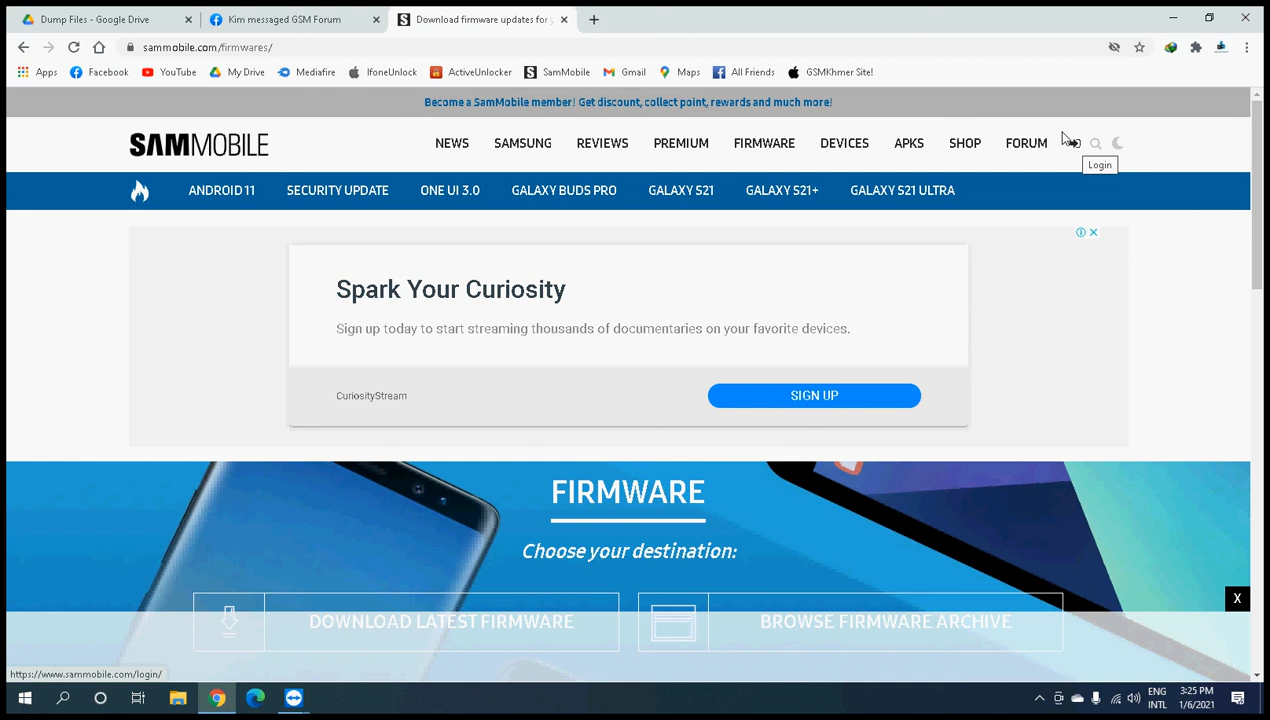 Dump Files - Google Drive
Kim messaged GSM Forum
Download firmware updates for
sammobile.com/firmwares/
Apps
Facebook
YouTube
My Drive
Mediafire
IfoneUnlock
ActiveUnlocker
SamMobile
Gmail
Maps
All Friends
GSMKhmer Site!
Become a SamMobile member! Get discount, collect point, rewards and much more!
SAMMOBILE
NEWS
SAMSUNG
REVIEWS
PREMIUM
FIRMWARE
DEVICES
APKS
SHOP
FORUM
Login
ANDROID 11
SECURITY UPDATE
ONE UI 3.0
GALAXY BUDS PRO
GALAXY S21
GALAXY S21+
GALAXY S21 ULTRA
Spark Your Curiosity
Sign up today to start streaming thousands of documentaries on your favorite devices.
CuriosityStream
SIGN UP
FIRMWARE
Choose your destination:
X
DOWNLOAD LATEST FIRMWARE
BROWSE FIRMWARE ARCHIVE
https://www.sammobile.com/login/
ENG
INTL
3:25 PM
1/6/2021